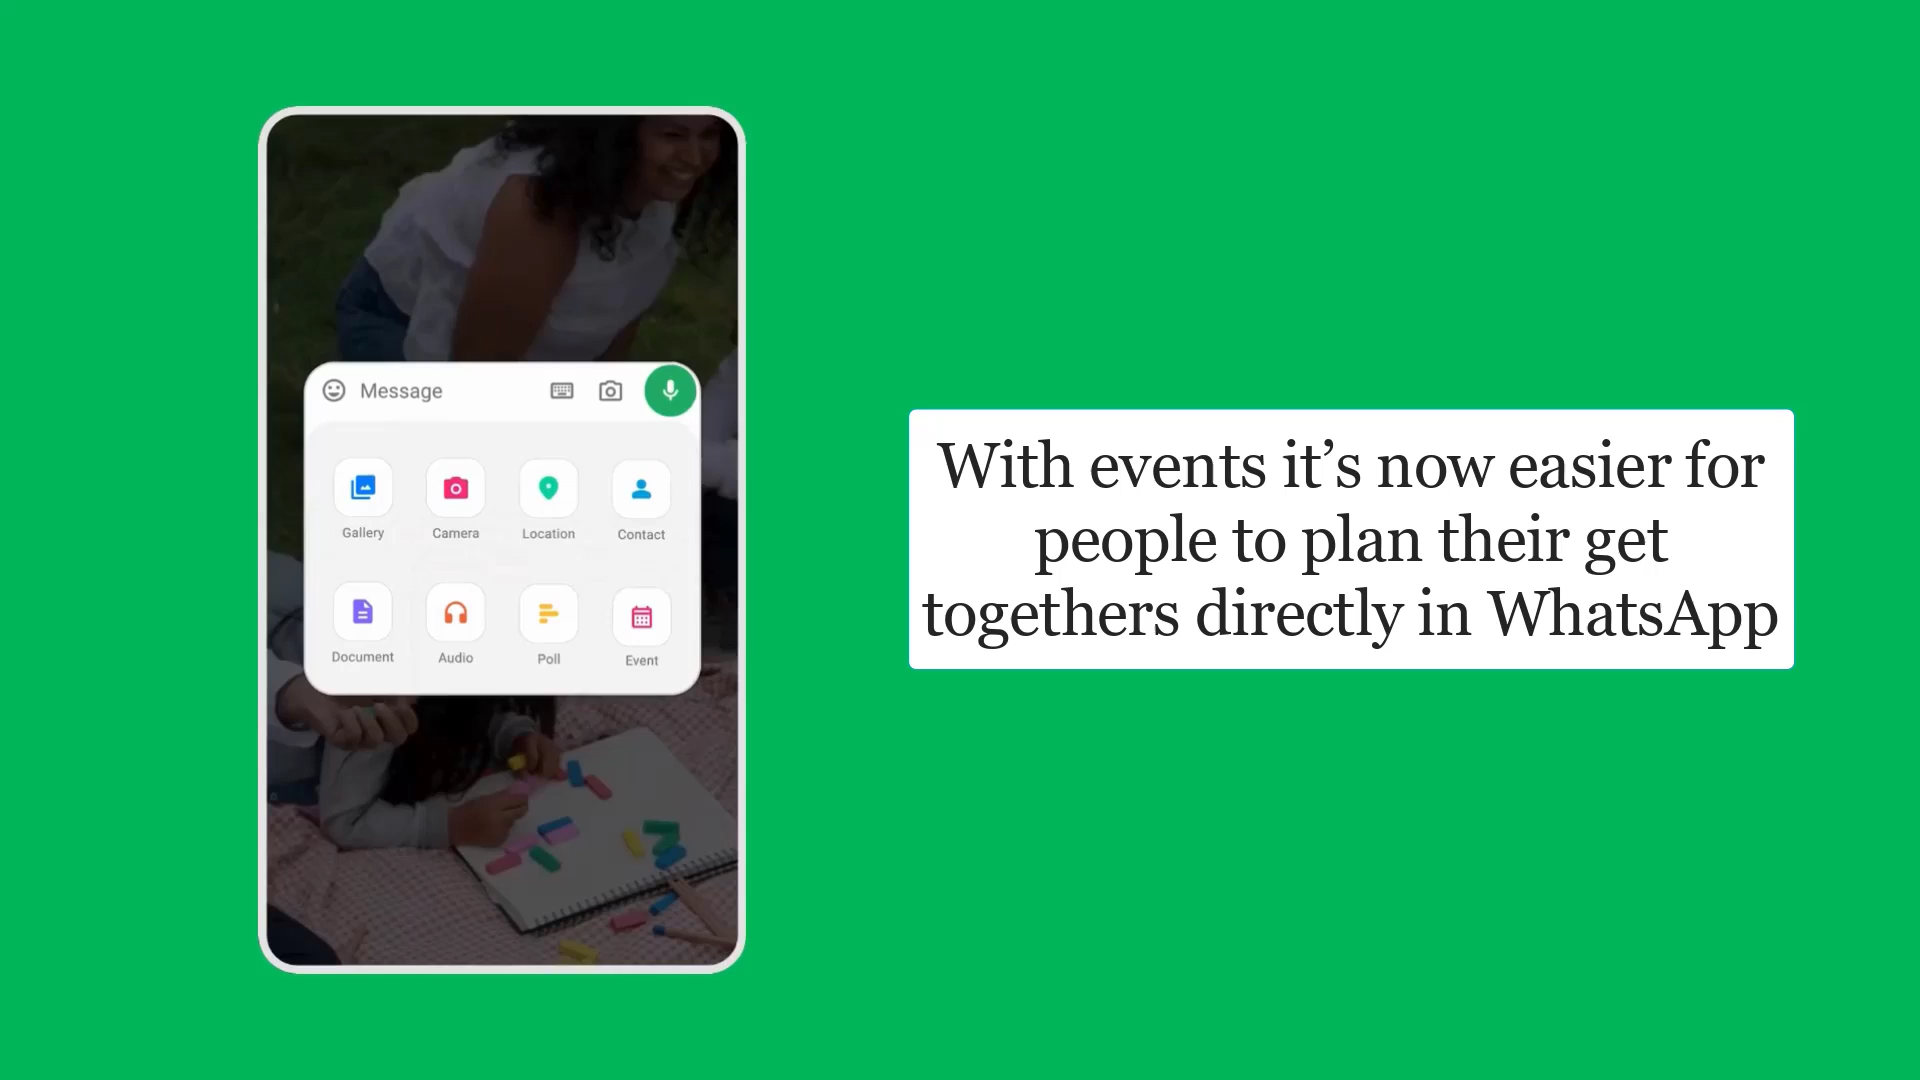 Message
Gallery Camera Location Contact
Document Audio Poll Event
With events it’s now easier for
people to plan their get
togethers directly in WhatsApp